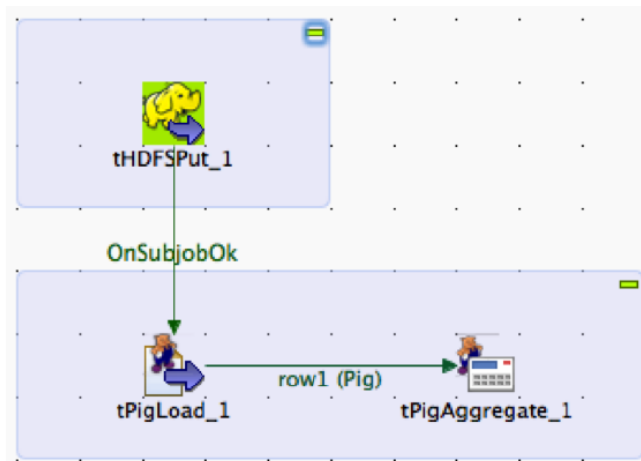 tHDFSPut_1
OnSubjobOk
row1 (Pig)
tPigLoad_1
tPigAggregate_1